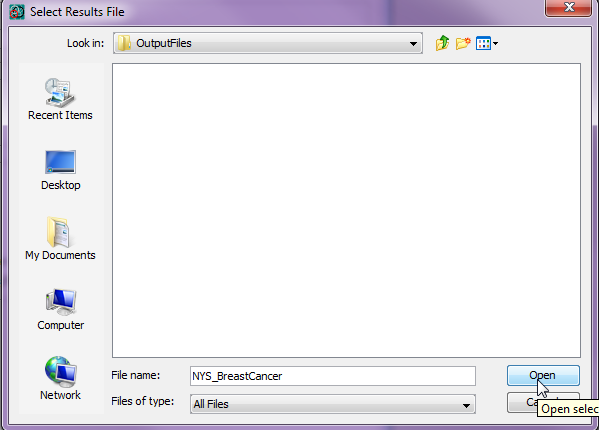 Select Results File
Look in: OutputFiles
Recent Items
Desktop
My Documents
Computer
Network
File name: NYS_BreastCancer Open
Files of type: All Files
Open selec